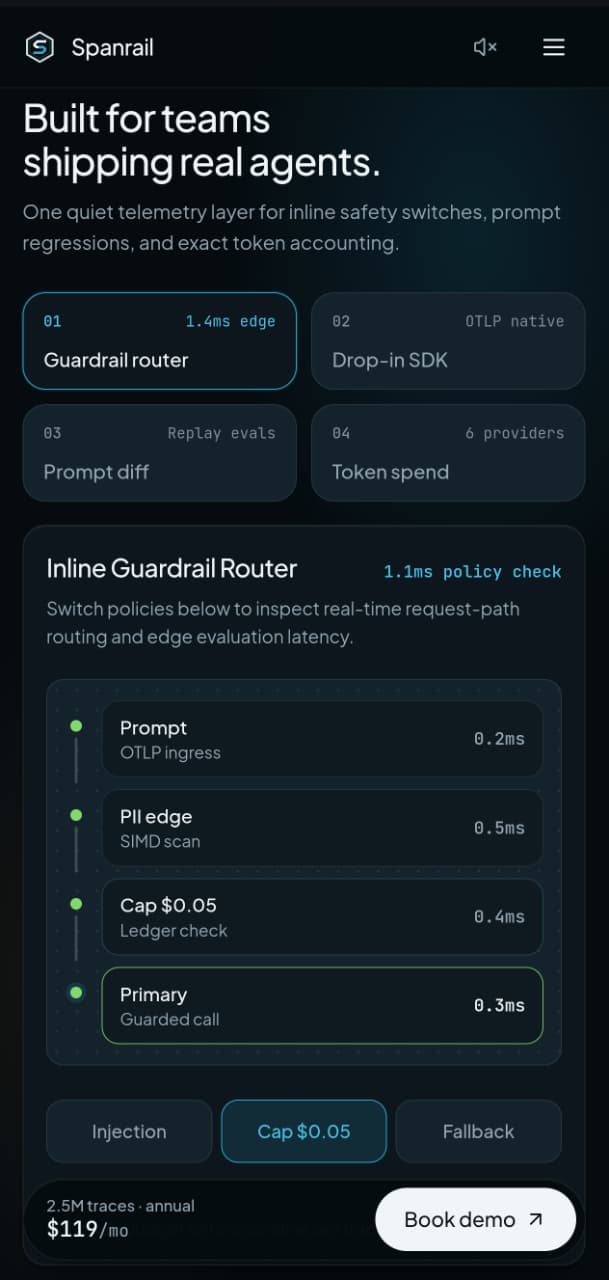 Spanrail
Built for teams
shipping real agents.
One quiet telemetry layer for inline safety switches, prompt
regressions, and exact token accounting.
01 1.4ms edge
Guardrail router
02 OTLP native
Drop-in SDK
03 Replay evals
Prompt diff
04 6 providers
Token spend
Inline Guardrail Router 1.1ms policy check
Switch policies below to inspect real-time request-path
routing and edge evaluation latency.
Prompt
OTLP ingress
0.2ms
PII edge
SIMD scan
0.5ms
Cap $0.05
Ledger check
0.4ms
Primary
Guarded call
0.3ms
Injection Cap $0.05 Fallback
2.5M traces · annual
$119/mo
Book demo ↗